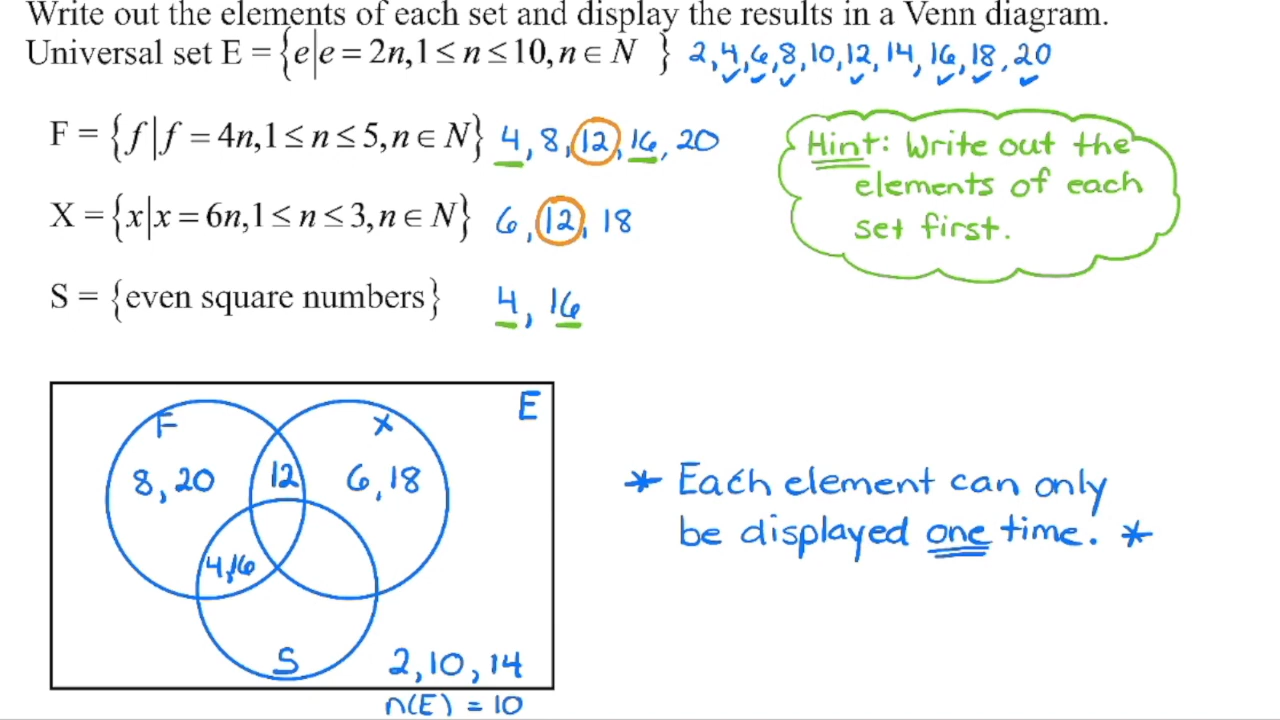 Write out the elements of each set and display the results in a Venn diagram.
Universal set E = {e|e = 2n, 1 ≤ n ≤ 10, n ∈ N } 2, 4, 6, 8, 10, 12, 14, 16, 18, 20
F = {f|f = 4n, 1 ≤ n ≤ 5, n ∈ N} 4, 8, 12, 16, 20
Hint: Write out the
elements of each
set first.
X = {x|x = 6n, 1 ≤ n ≤ 3, n ∈ N} 6, 12, 18
S = {even square numbers} 4, 16
E
F X
8, 20 12 6, 18
4, 16
S
2, 10, 14
n(E) = 10
* Each element can only
be displayed one time. *